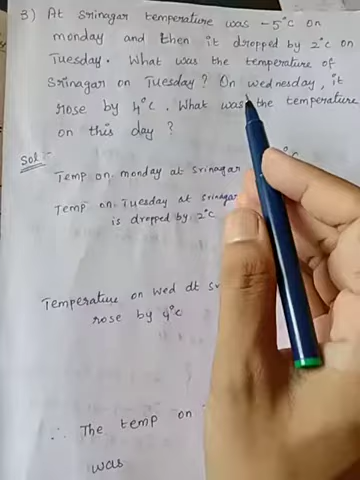 3) At Srinagar temperature was -5°C on
monday and then it dropped by 2°C on
Tuesday. What was the temperature of
Srinagar on Tuesday? On wednesday, it
rose by 4°C. What was the temperature
on this day?
Sol:-
Temp on monday at srinagar °C
Temp on Tuesday at srinagar
is dropped by 2°C
Temperature on wed at
rose by 4°C
∴ The temp on
was